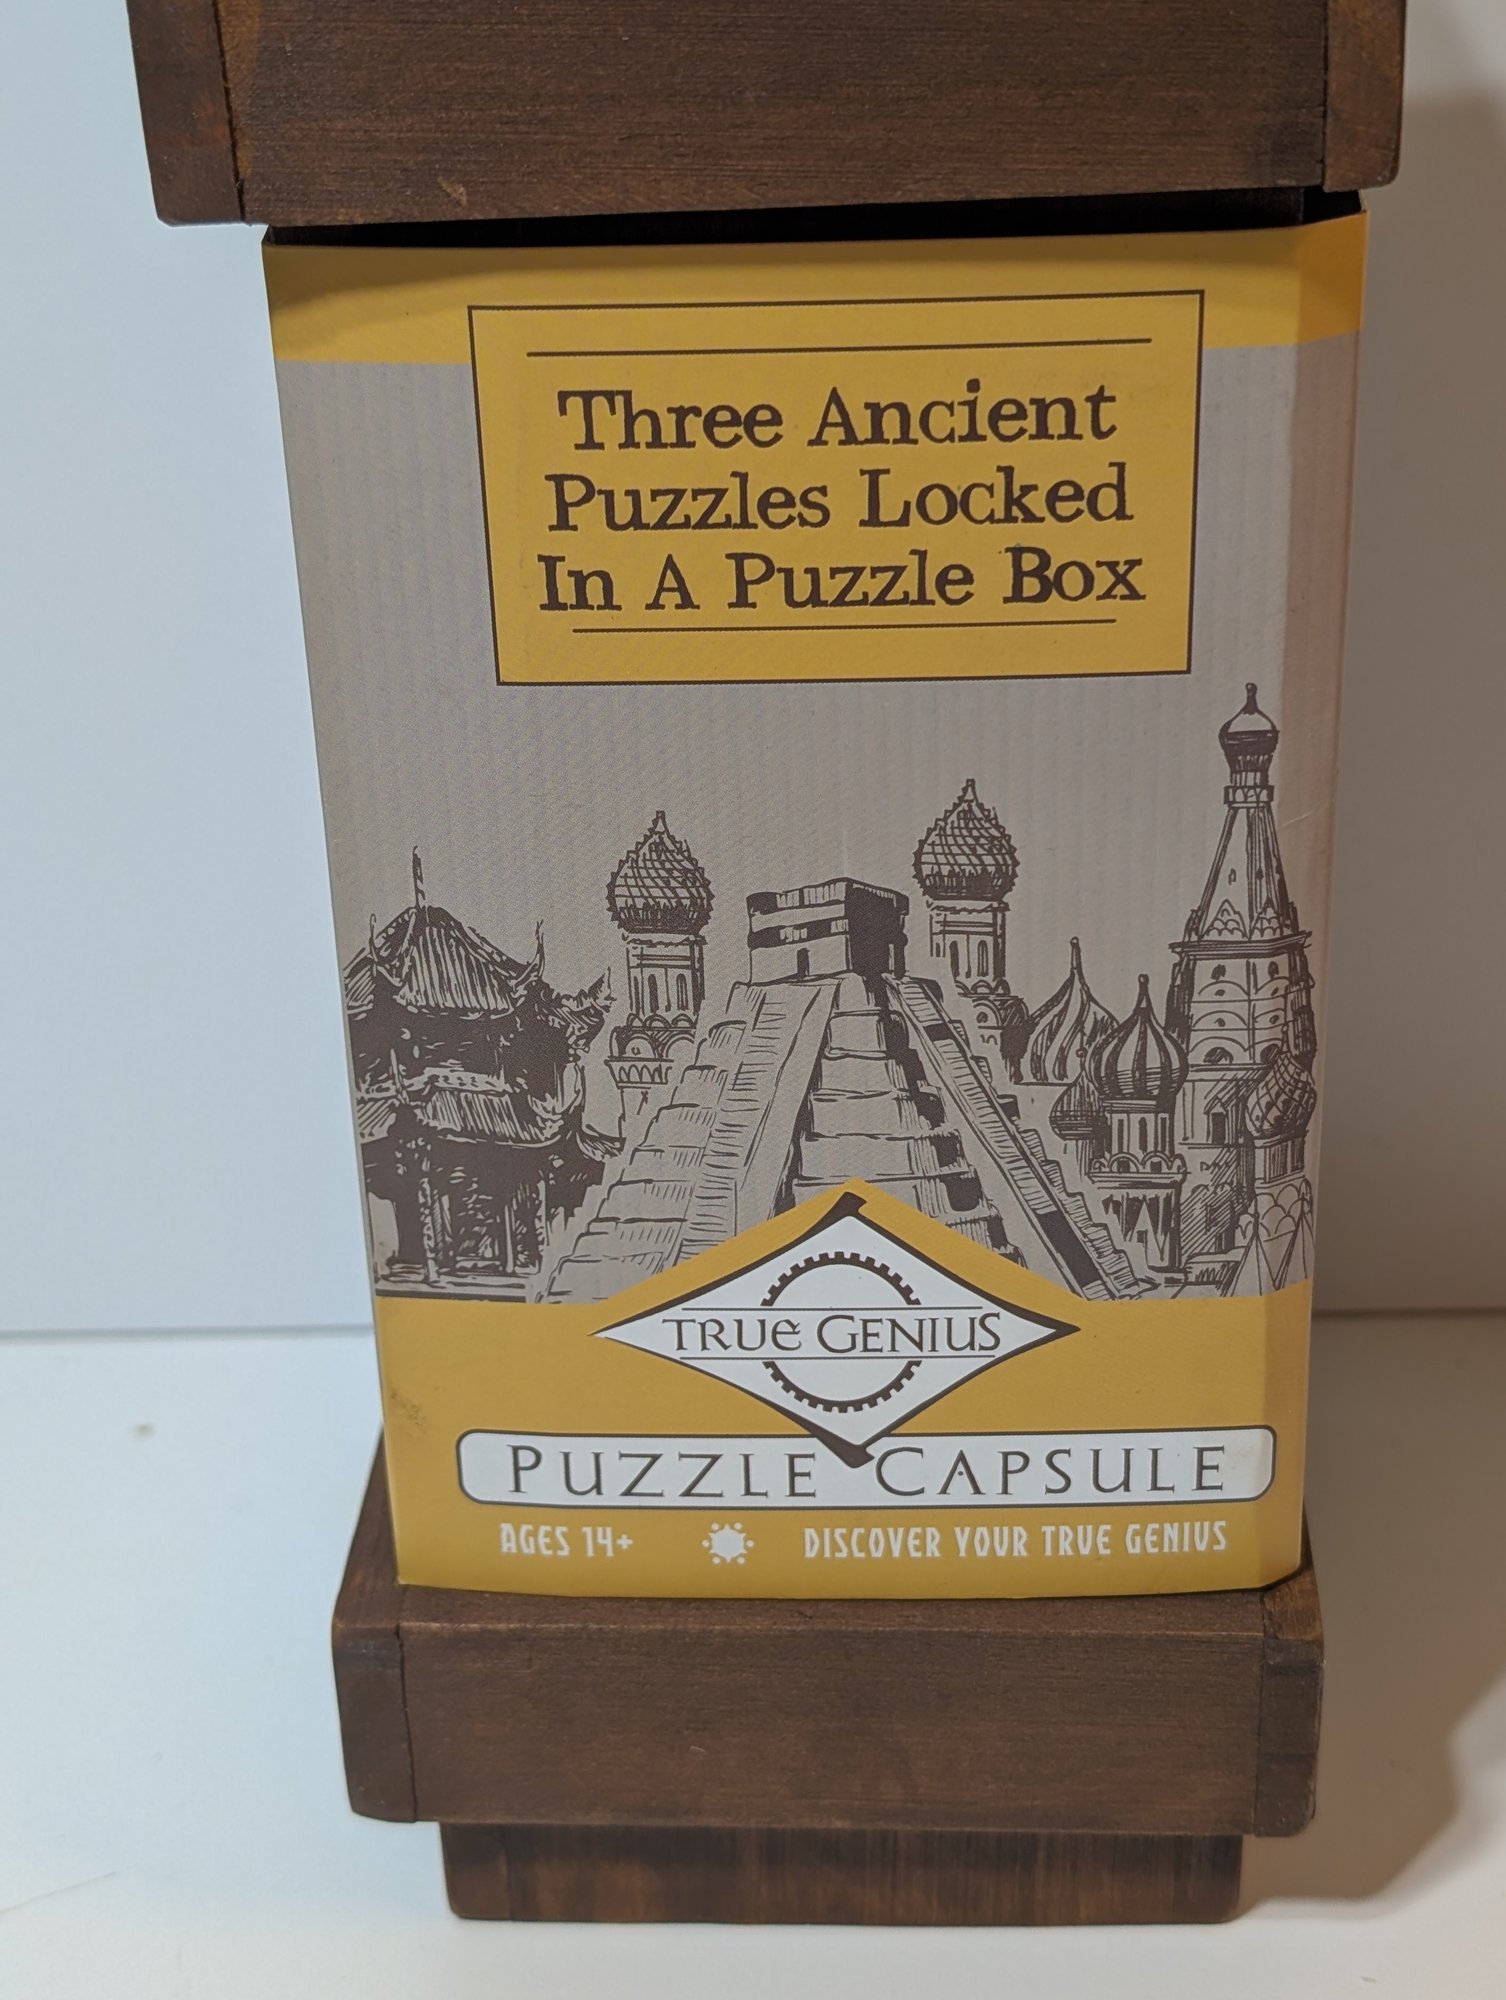 Three Ancient
Puzzles Locked
In A Puzzle Box
TRUE GENIUS
PUZZLE CAPSULE
AGES 14+ DISCOVER YOUR TRUE GENIUS